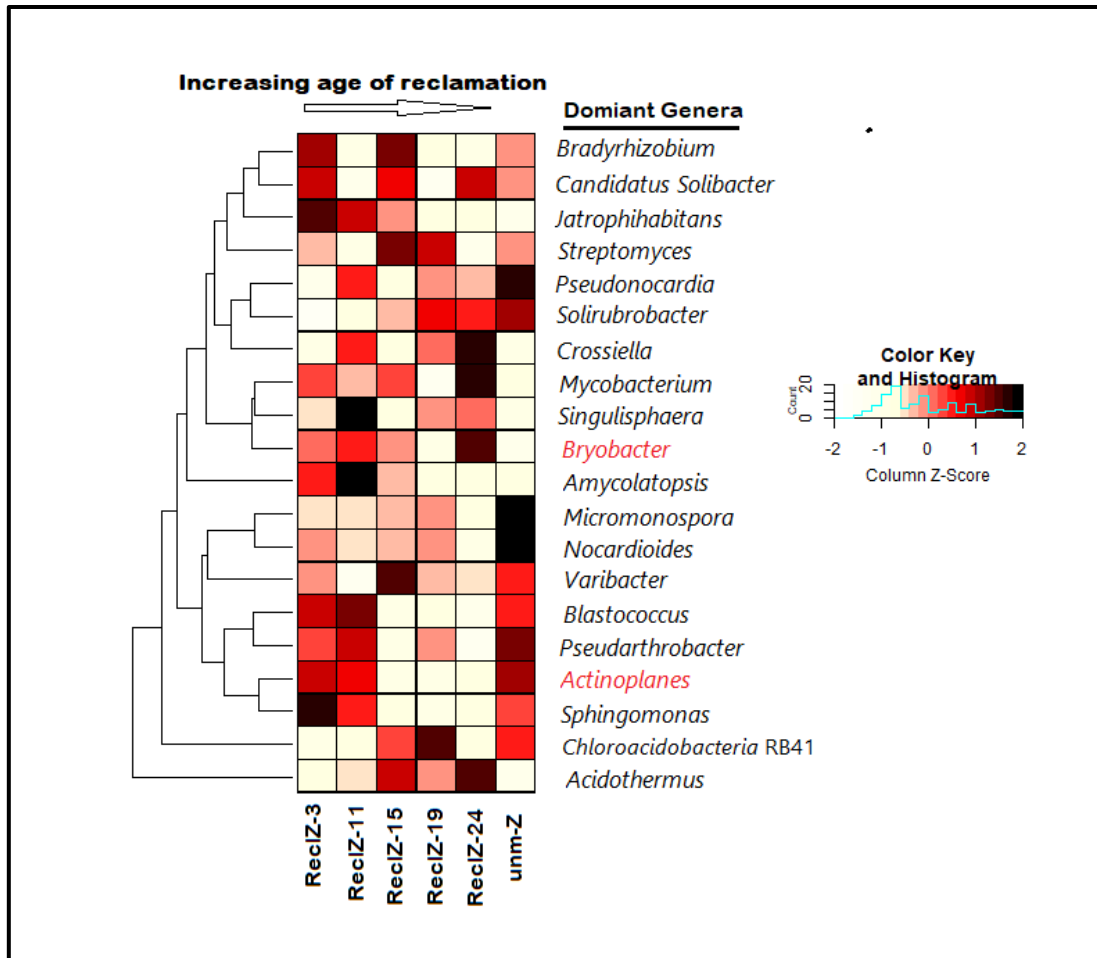 Increasing age of reclamation
Domiant Genera
Bradyrhizobium
Candidatus Solibacter
Jatrophihabitans
Streptomyces
Pseudonocardia
Solirubrobacter
Crossiella
Mycobacterium
Singulisphaera
Bryobacter
Amycolatopsis
Micromonospora
Nocardioides
Varibacter
Blastococcus
Pseudarthrobacter
Actinoplanes
Sphingomonas
Chloroacidobacteria RB41
Acidothermus
ReclZ-3
ReclZ-11
ReclZ-15
ReclZ-19
ReclZ-24
unm-Z
Color Key
and Histogram
Count
0 20
-2 -1 0 1 2
Column Z-Score